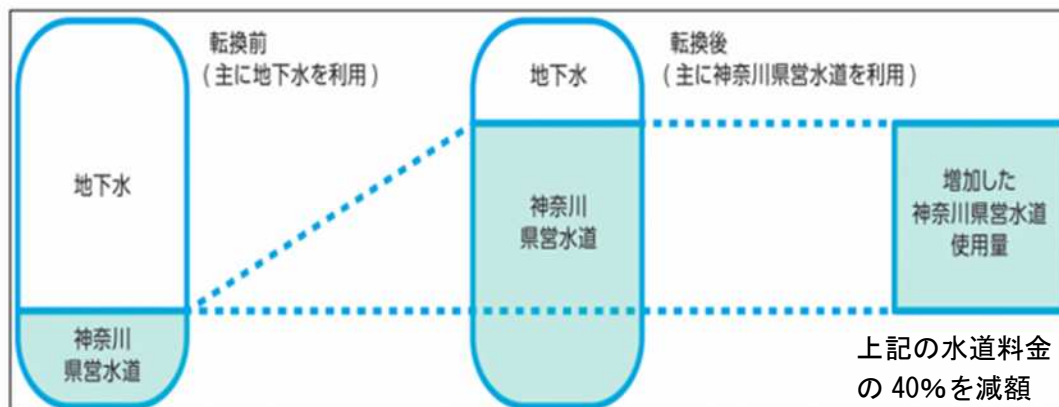 転換前
(主に地下水を利用)
地下水
神奈川
県営水道
転換後
(主に神奈川県営水道を利用)
地下水
神奈川
県営水道
増加した
神奈川県営水道
使用量
上記の水道料金
の 40%を減額